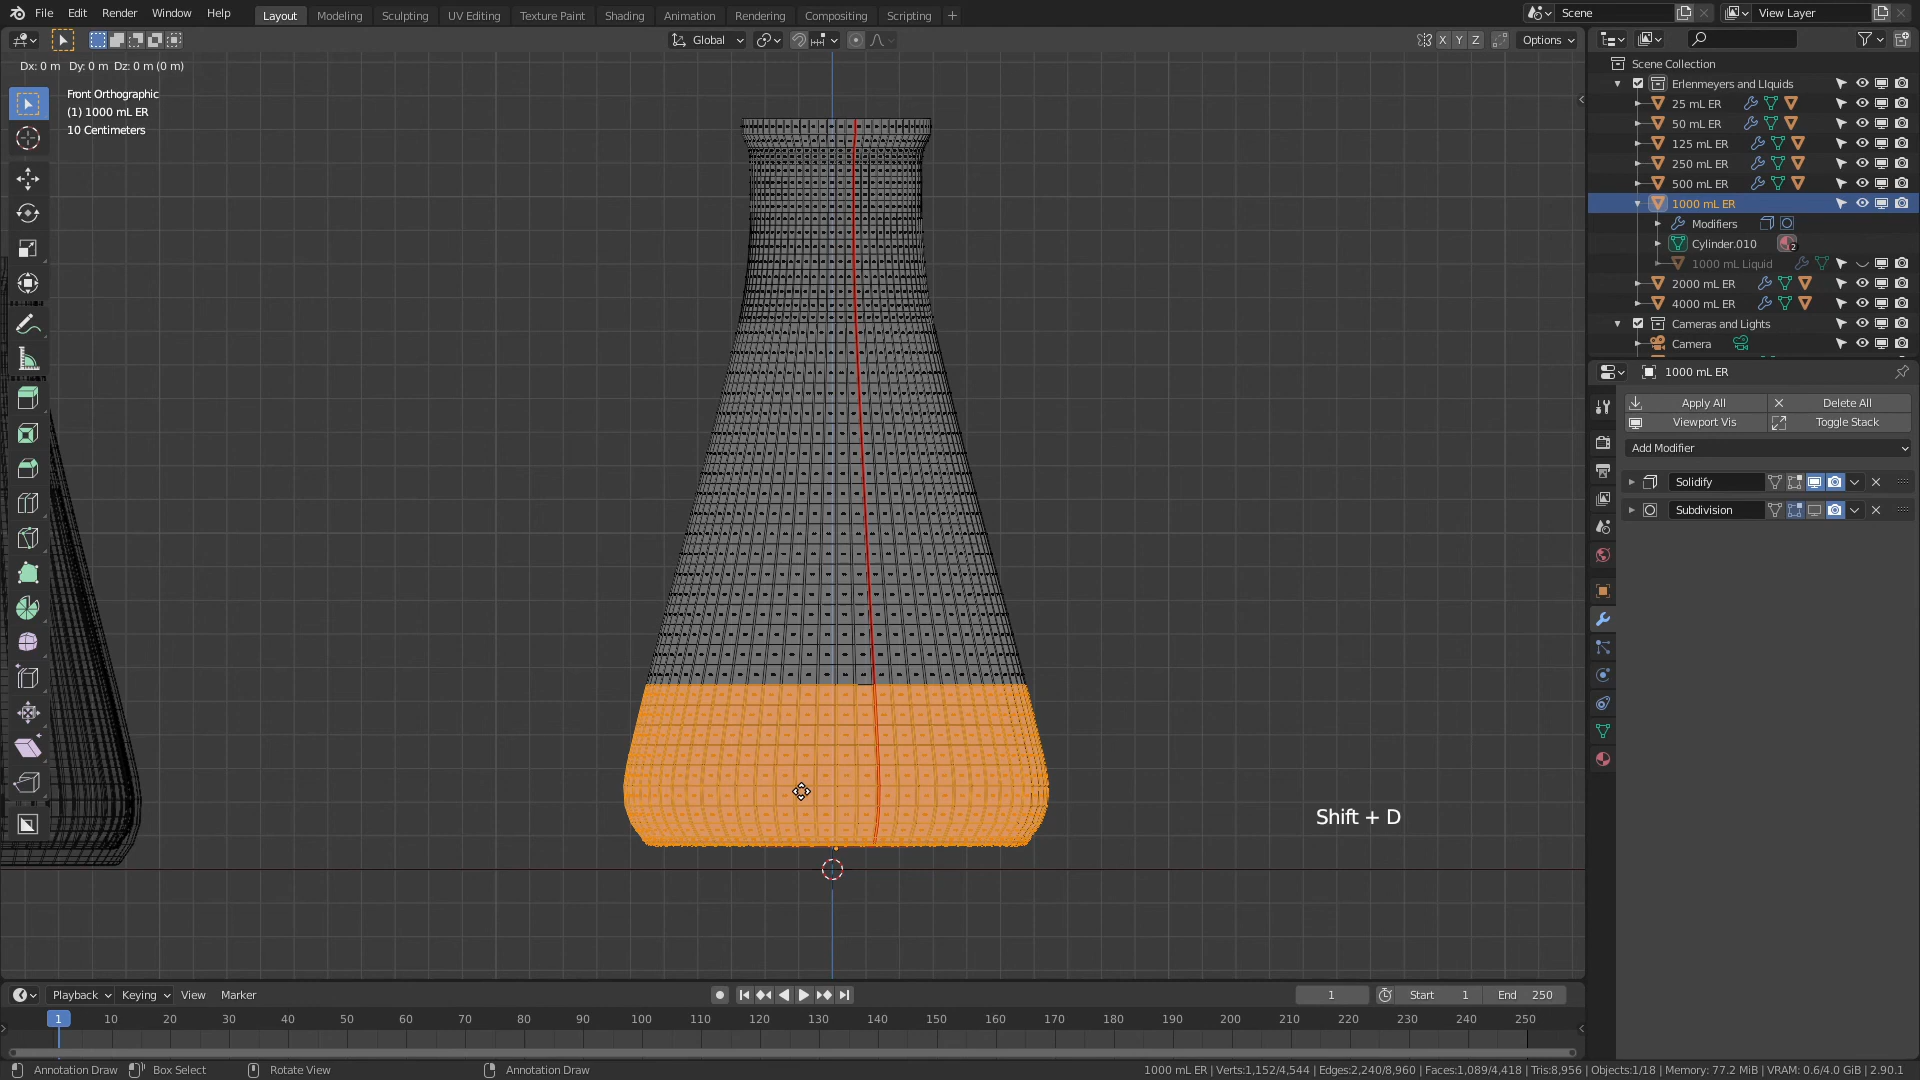 File Edit Render Window Help Layout Modeling Sculpting UV Editing Texture Paint Shading Animation Rendering Compositing Scripting + Scene View Layer
Global X Y Z Options
Dx: 0 m Dy: 0 m Dz: 0 m (0 m)
Front Orthographic
(1) 1000 mL ER
10 Centimeters
Scene Collection
Erlenmeyers and LIquids
25 mL ER
50 mL ER
125 mL ER
250 mL ER
500 mL ER
1000 mL ER
Modifiers
Cylinder.010 2
1000 mL Liquid
2000 mL ER
4000 mL ER
Cameras and Lights
Camera
1000 mL ER
Apply All Delete All
Viewport Vis Toggle Stack
Add Modifier
Solidify
Subdivision
Shift + D
Playback Keying View Marker 1 Start 1 End 250
1 10 20 30 40 50 60 70 80 90 100 110 120 130 140 150 160 170 180 190 200 210 220 230 240 250
Annotation Draw Box Select Rotate View Annotation Draw 1000 mL ER | Verts:1,152/4,544 | Edges:2,240/8,960 | Faces:1,089/4,418 | Tris:8,956 | Objects:1/18 | Memory: 77.2 MiB | VRAM: 0.6/4.0 GiB | 2.90.1